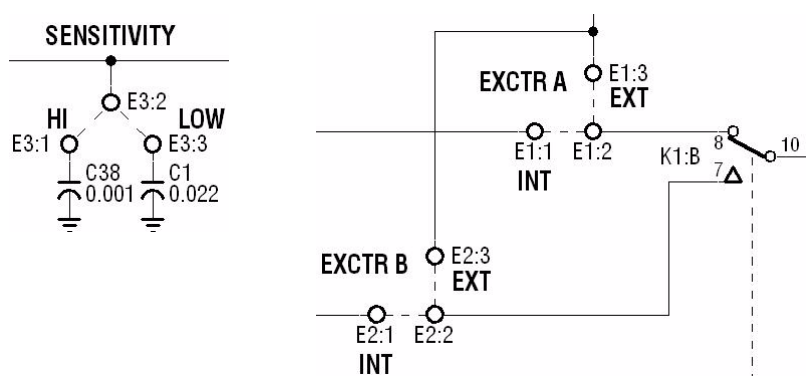 SENSITIVITY
E3:2
HI
LOW
E3:1
E3:3
C38
0.001
C1
0.022
EXCTR A
E1:3
EXT
E1:1
E1:2
INT
8
10
K1:B
7
EXCTR B
E2:3
EXT
E2:1
E2:2
INT